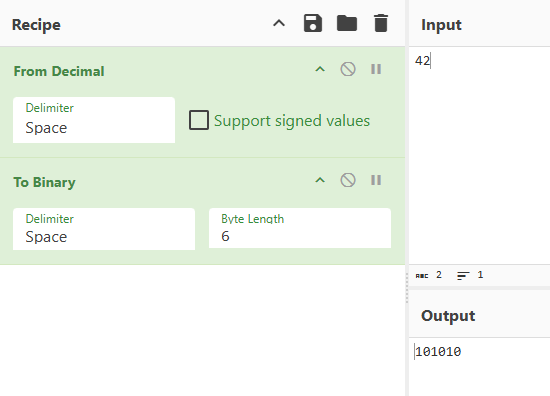 Recipe
From Decimal
Delimiter
Space
Support signed values
To Binary
Delimiter
Space
Byte Length
6
Input
42
ABC 2 1
Output
101010